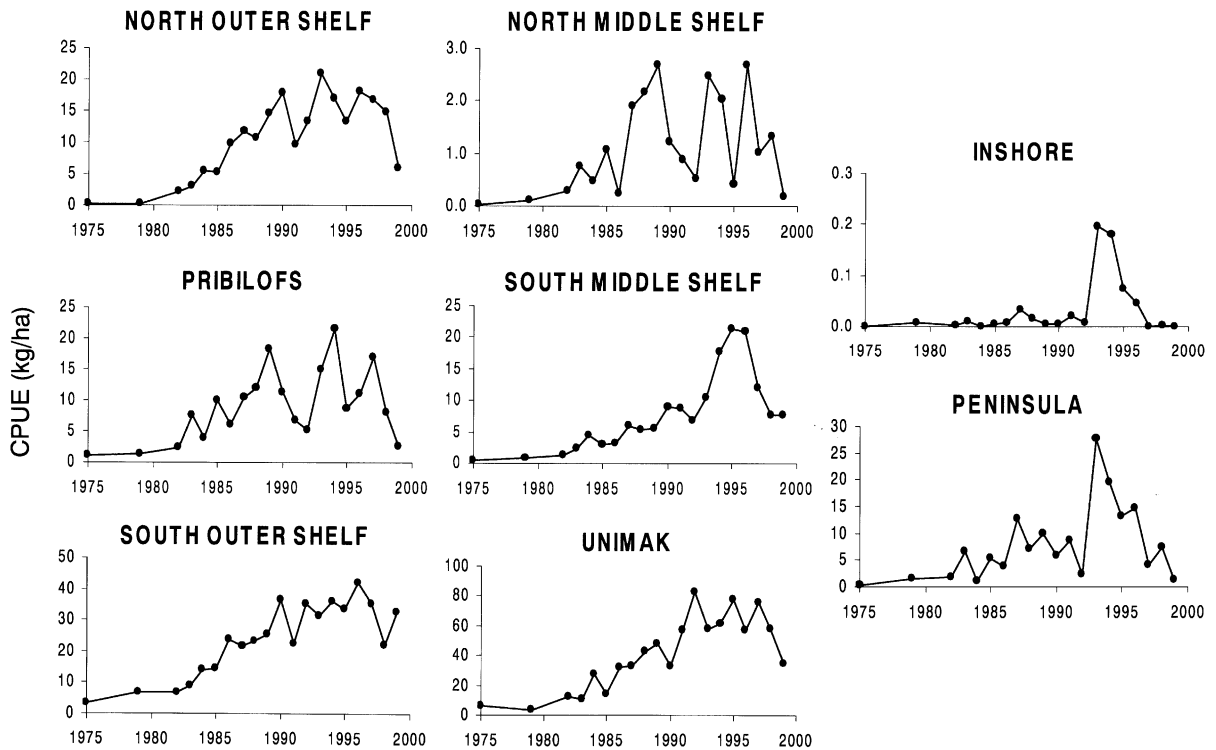 NORTH OUTER SHELF
25
20
15
10
5
0
1975 1980 1985 1990 1995 2000
NORTH MIDDLE SHELF
3.0
2.0
1.0
0.0
1975 1980 1985 1990 1995 2000
INSHORE
0.3
0.2
0.1
0.0
1975 1980 1985 1990 1995 2000
CPUE (kg/ha)
PRIBILOFS
25
20
15
10
5
0
1975 1980 1985 1990 1995 2000
SOUTH MIDDLE SHELF
25
20
15
10
5
0
1975 1980 1985 1990 1995 2000
PENINSULA
30
25
20
15
10
5
0
1975 1980 1985 1990 1995 2000
SOUTH OUTER SHELF
50
40
30
20
10
0
1975 1980 1985 1990 1995 2000
UNIMAK
100
80
60
40
20
0
1975 1980 1985 1990 1995 2000